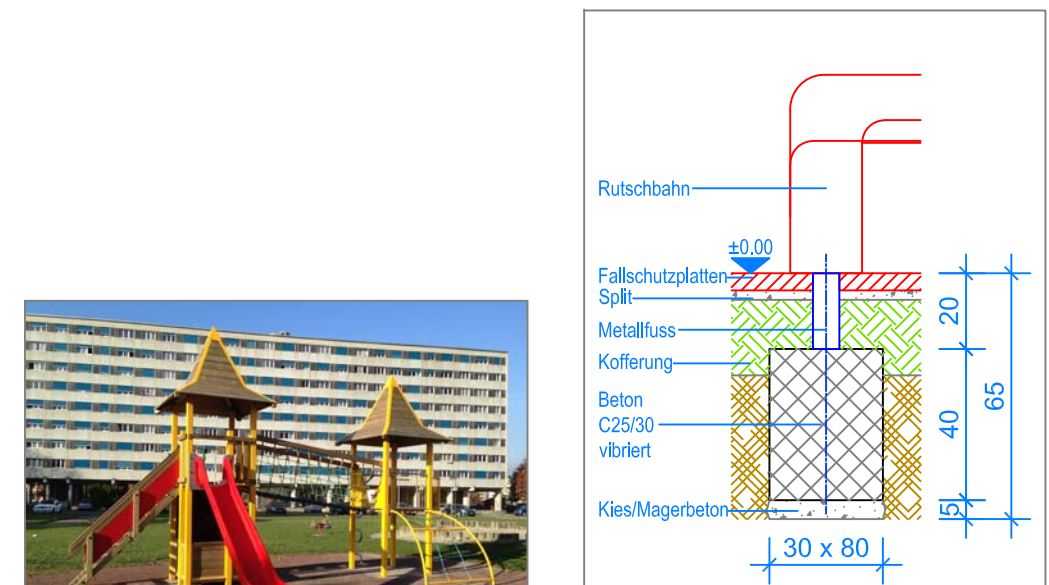 Rutschbahn
±0.00
Fallschutzplatten
Split
Metallfuss
Kofferung
Beton
C25/30
vibriert
Kies/Magerbeton
20
40
5
65
30 x 80